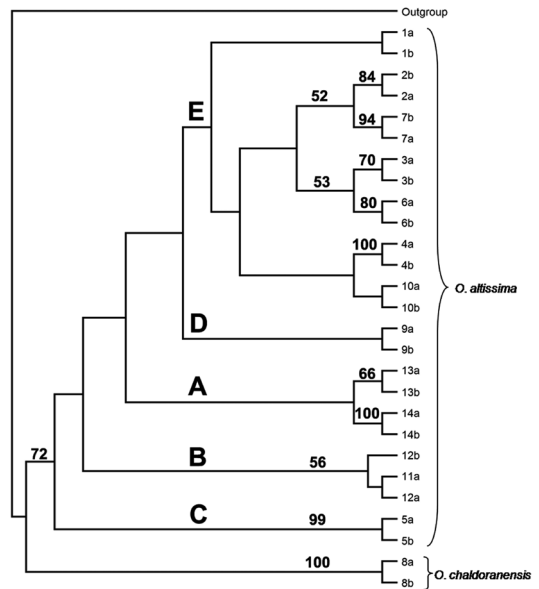 Outgroup
1a
1b
84
2b
52
2a
E
7b
94
7a
70
3a
53
3b
80
6a
6b
100
4a
4b
10a
O. altissima
10b
D
9a
9b
66
13a
A
13b
100
14a
14b
12b
B
56
11a
72
12a
C
99
5a
5b
100
8a
O. chaldoranensis
8b